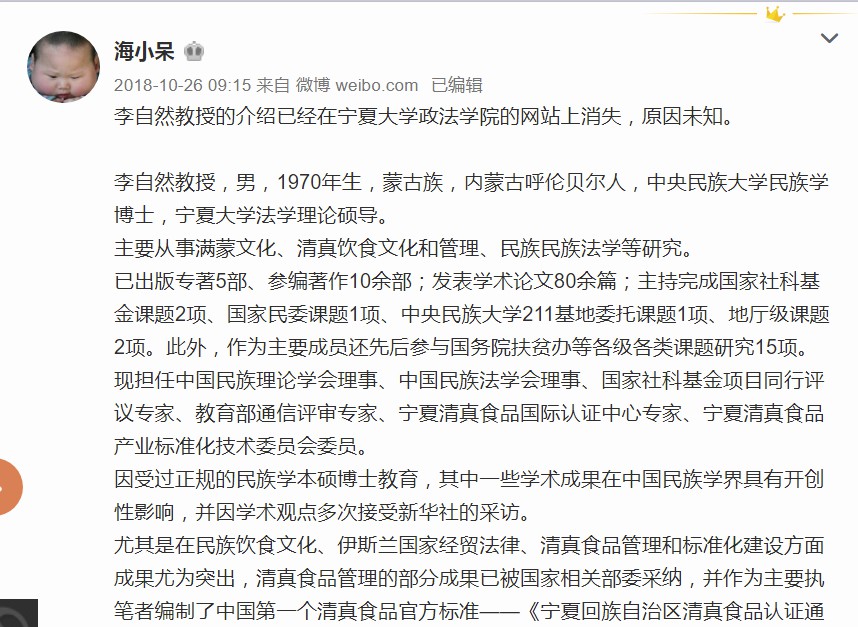 海小呆
2018-10-26 09:15 来自 微博 weibo.com 已编辑
李自然教授的介绍已经在宁夏大学政法学院的网站上消失，原因未知。
李自然教授，男，1970年生，蒙古族，内蒙古呼伦贝尔人，中央民族大学民族学
博士，宁夏大学法学理论硕导。
主要从事满蒙文化、清真饮食文化和管理、民族民族法学等研究。
已出版专著5部、参编著作10余部；发表学术论文80余篇；主持完成国家社科基
金课题2项、国家民委课题1项、中央民族大学211基地委托课题1项、地厅级课题
2项。此外，作为主要成员还先后参与国务院扶贫办等各级各类课题研究15项。
现担任中国民族理论学会理事、中国民族法学会理事、国家社科基金项目同行评
议专家、教育部通信评审专家、宁夏清真食品国际认证中心专家、宁夏清真食品
产业标准化技术委员会委员。
因受过正规的民族学本硕博士教育，其中一些学术成果在中国民族学界具有开创
性影响，并因学术观点多次接受新华社的采访。
尤其是在民族饮食文化、伊斯兰国家经贸法律、清真食品管理和标准化建设方面
成果尤为突出，清真食品管理的部分成果已被国家相关部委采纳，并作为主要执
笔者编制了中国第一个清真食品官方标准——《宁夏回族自治区清真食品认证通